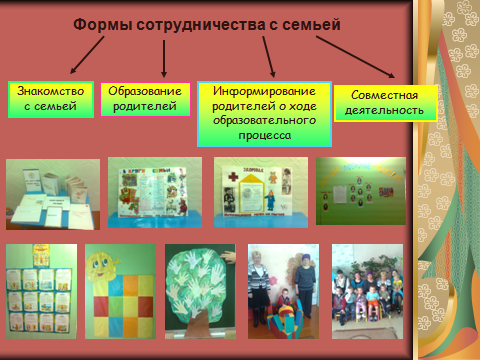 Формы сотрудничества с семьей
Знакомство
с семьей
Образование
родителей
Информирование
родителей о ходе
образовательного
процесса
Совместная
деятельность